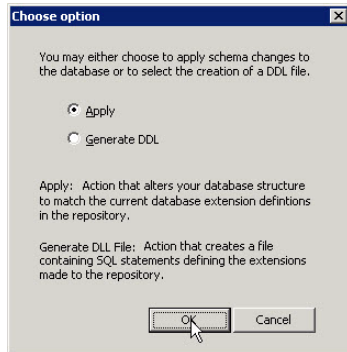 Choose option
You may either choose to apply schema changes to
the database or to select the creation of a DDL file.
Apply
Generate DDL
Apply: Action that alters your database structure
to match the current database extension defintions
in the repository.
Generate DLL File: Action that creates a file
containing SQL statements defining the extensions
made to the repository.
OK
Cancel